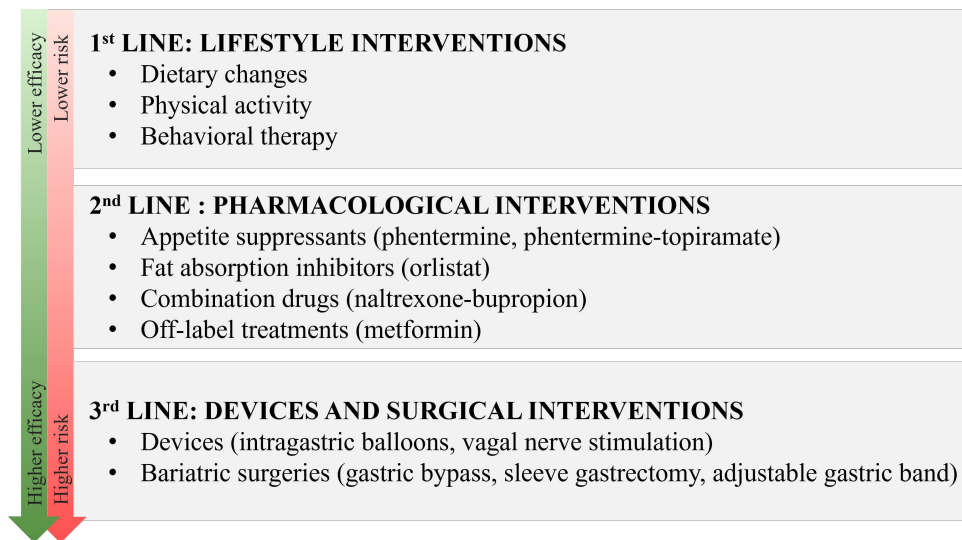 Lower efficacy
Lower risk
1st LINE: LIFESTYLE INTERVENTIONS
• Dietary changes
• Physical activity
• Behavioral therapy
2nd LINE : PHARMACOLOGICAL INTERVENTIONS
• Appetite suppressants (phentermine, phentermine-topiramate)
• Fat absorption inhibitors (orlistat)
• Combination drugs (naltrexone-bupropion)
• Off-label treatments (metformin)
Higher efficacy
Higher risk
3rd LINE: DEVICES AND SURGICAL INTERVENTIONS
• Devices (intragastric balloons, vagal nerve stimulation)
• Bariatric surgeries (gastric bypass, sleeve gastrectomy, adjustable gastric band)